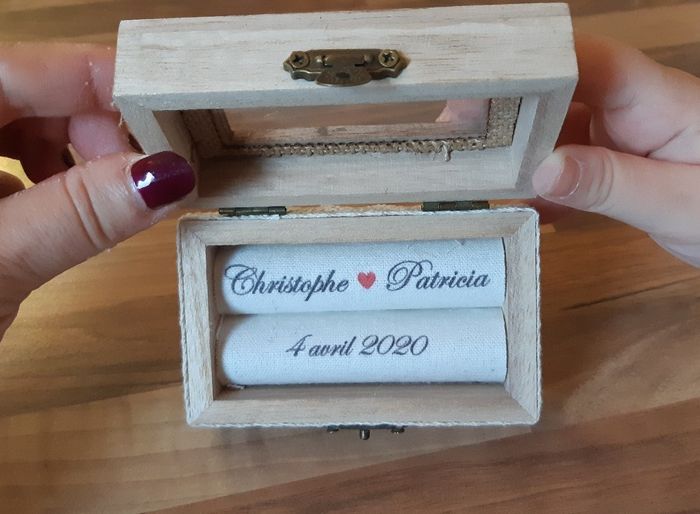 Christophe ❤ Patricia
4 avril 2020